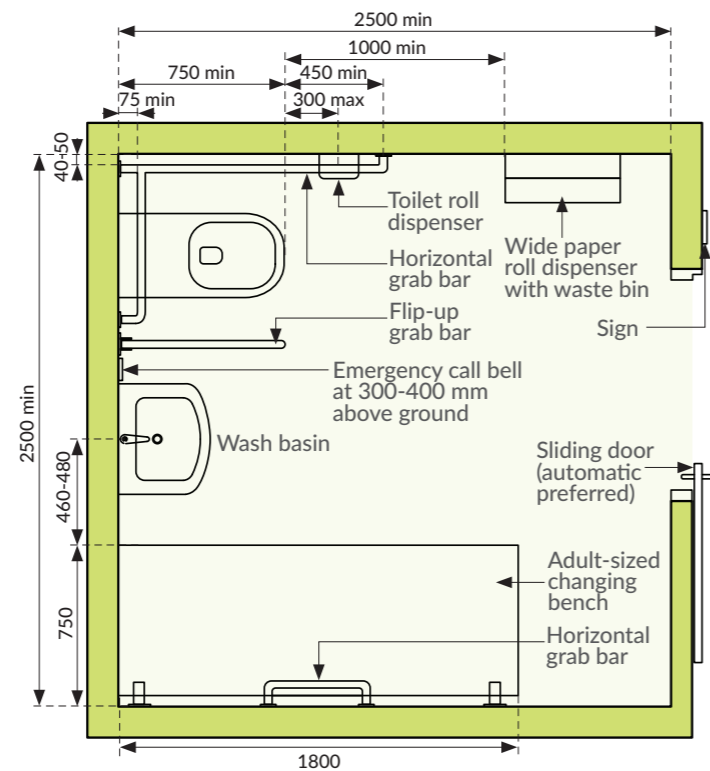 2500 min
1000 min
750 min
450 min
75 min
300 max
40-50
Toilet roll
dispenser
Horizontal
grab bar
Wide paper
roll dispenser
with waste bin
Flip-up
grab bar
Sign
Emergency call bell
at 300-400 mm
above ground
2500 min
Wash basin
460-480
Sliding door
(automatic
preferred)
Adult-sized
changing
bench
750
Horizontal
grab bar
1800